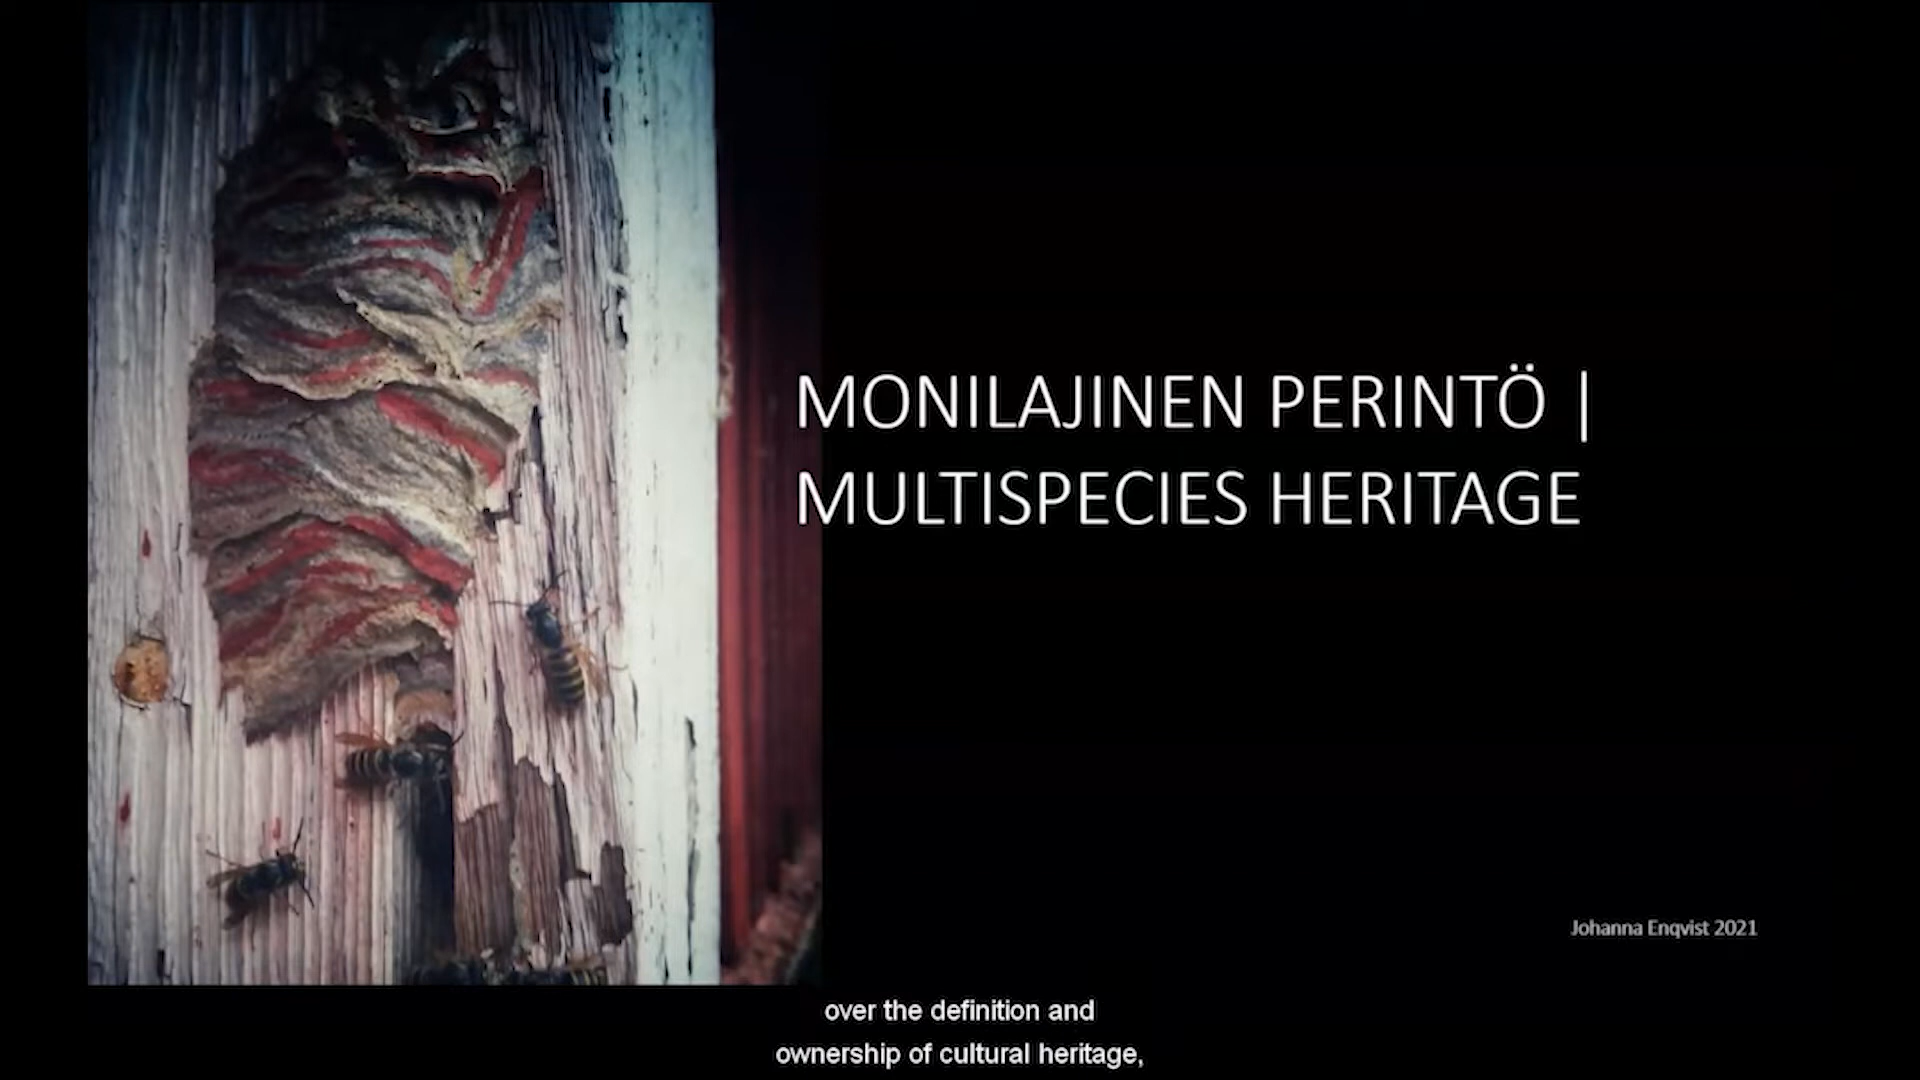 MONILAJINEN PERINTÖ |
MULTISPECIES HERITAGE
Johanna Enqvist 2021
over the definition and
ownership of cultural heritage,